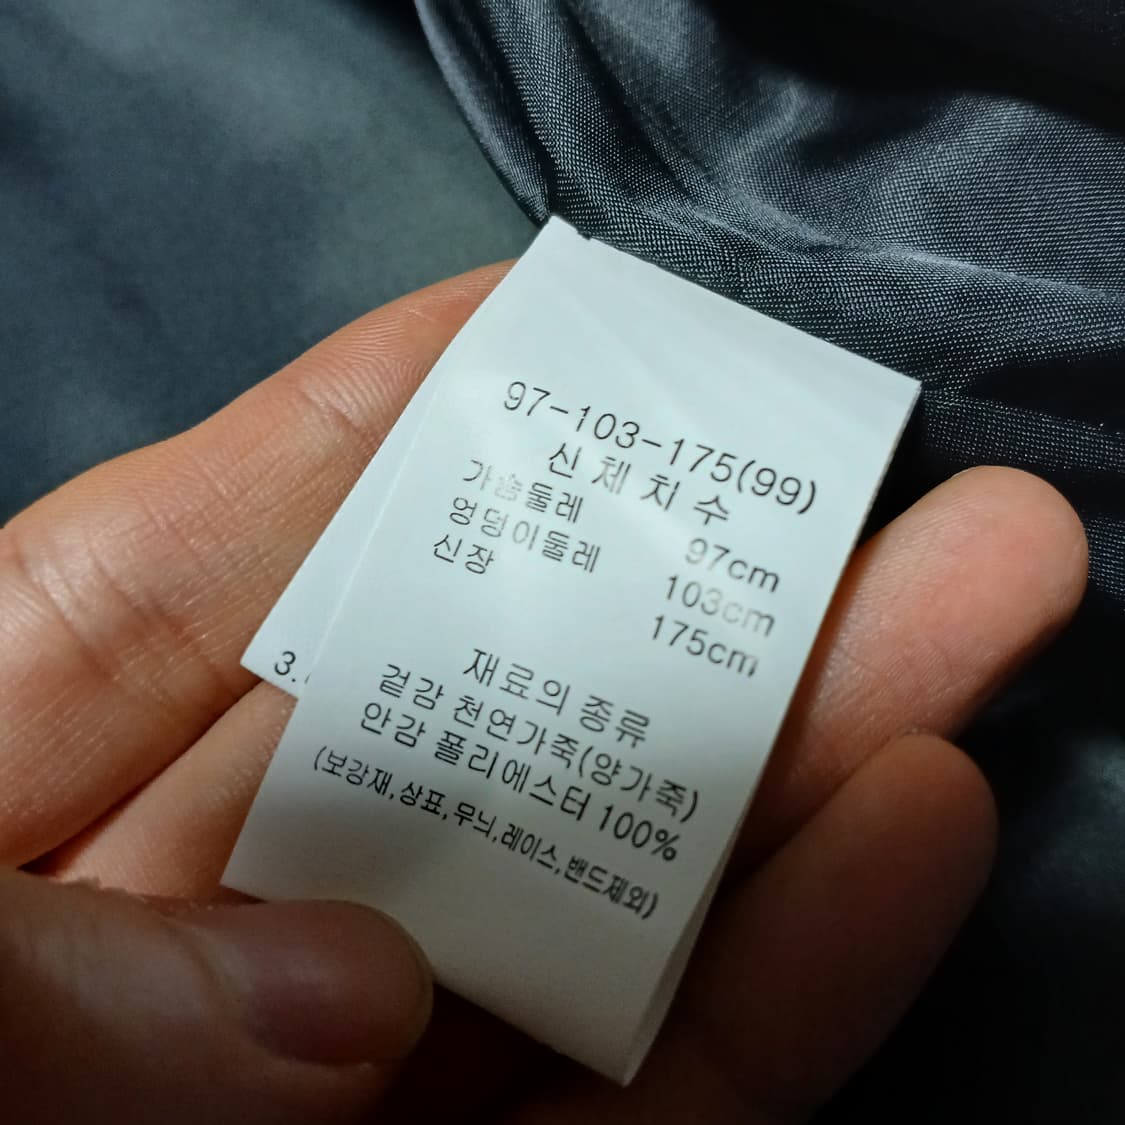 97-103-175(99)
신 체 치 수
가슴둘레 97cm
엉덩이둘레 103cm
신장 175cm
재료의 종류
겉감 천연가죽(양가죽)
안감 폴리에스터 100%
(보강재,상표,무늬,레이스,밴드제외)
3.